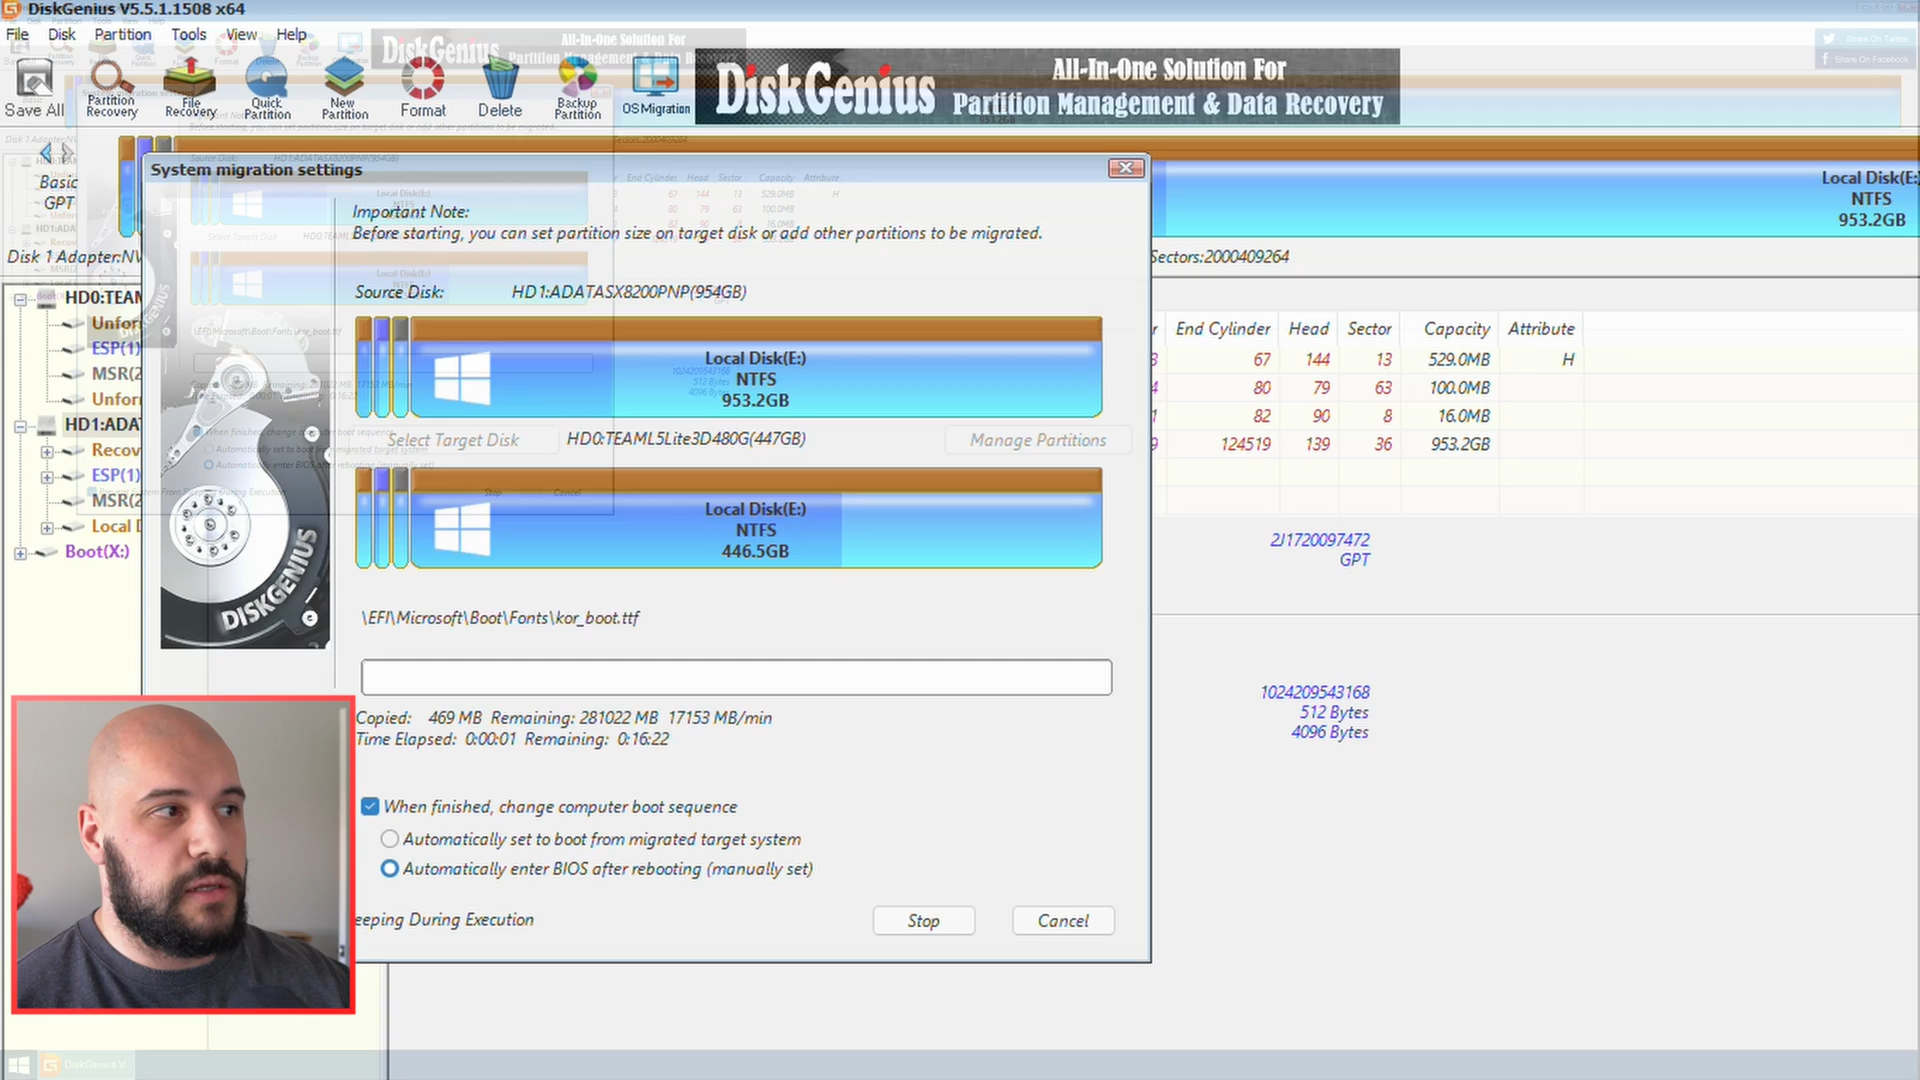 DiskGenius V5.5.1.1508 x64
File Disk Partition Tools View Help
Save All
Partition Recovery
File Recovery
Quick Partition
New Partition
Format
Delete
Backup Partition
OS Migration
DiskGenius
All-In-One Solution For
Partition Management & Data Recovery
Share On Twitter
Share On Facebook
Basic
GPT
Local Disk(E:)
NTFS
953.2GB
Disk 1 Adapter:NV
Sectors:2000409264
HD0:TEAM
Unfor
ESP(1)
MSR(2
Unfor
HD1:ADA
Recov
ESP(1)
MSR(2
Local D
Boot(X:)
System migration settings
Important Note:
Before starting, you can set partition size on target disk or add other partitions to be migrated.
Source Disk: HD1:ADATASX8200PNP(954GB)
Local Disk(E:)
NTFS
953.2GB
Select Target Disk HD0:TEAML5Lite3D480G(447GB) Manage Partitions
Local Disk(E:)
NTFS
446.5GB
DISKGENIUS
\EFI\Microsoft\Boot\Fonts\kor_boot.ttf
Copied: 469 MB Remaining: 281022 MB 17153 MB/min
Time Elapsed: 0:00:01 Remaining: 0:16:22
When finished, change computer boot sequence
Automatically set to boot from migrated target system
Automatically enter BIOS after rebooting (manually set)
eeping During Execution
Stop Cancel
r End Cylinder Head Sector Capacity Attribute
3 67 144 13 529.0MB H
4 80 79 63 100.0MB
1 82 90 8 16.0MB
9 124519 139 36 953.2GB
2J1720097472
GPT
1024209543168
512 Bytes
4096 Bytes
DiskGenius V